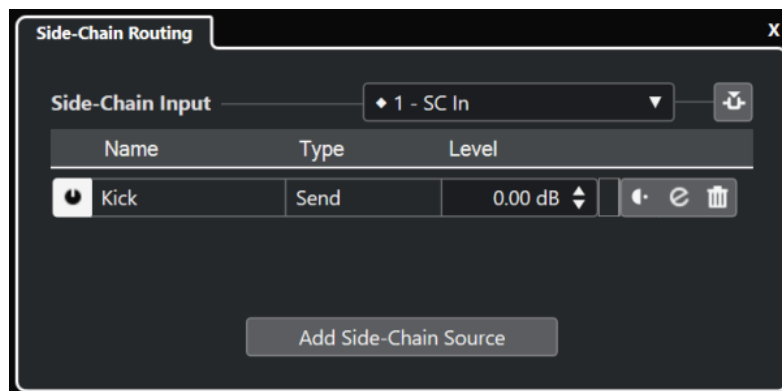 Side-Chain Routing X
Side-Chain Input 1 - SC In
Name Type Level
Kick Send 0.00 dB
Add Side-Chain Source